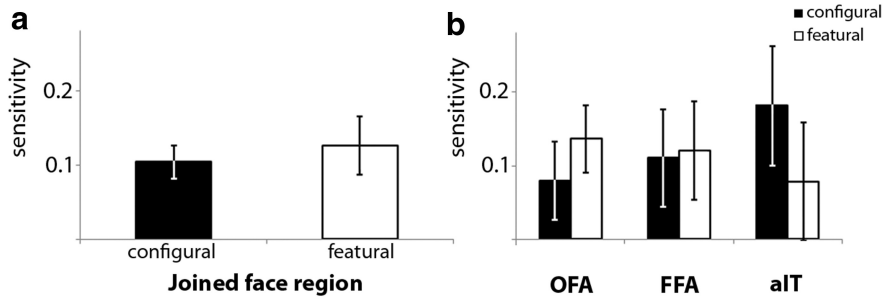 a
sensitivity
0.2
0.1
configural
featural
Joined face region
b
configural
featural
sensitivity
0.2
0.1
OFA
FFA
aIT